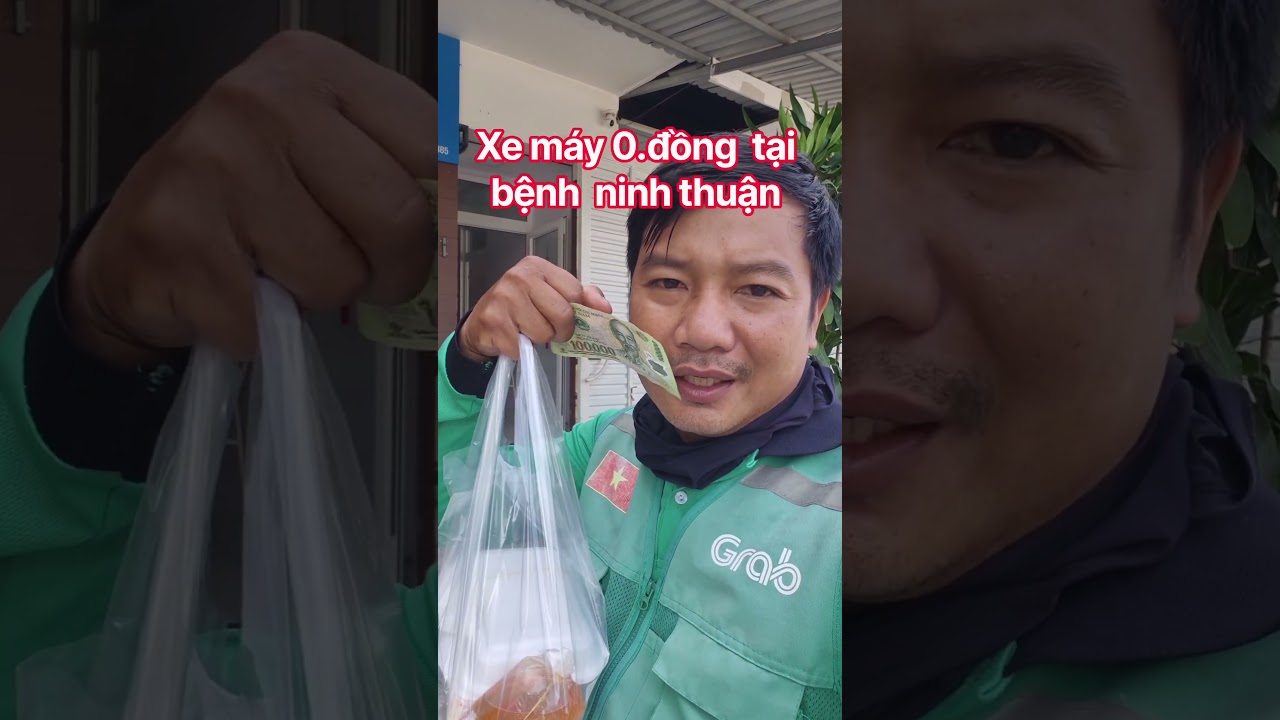 Xe máy 0.đồng tại
bệnh ninh thuận
100000
Grab